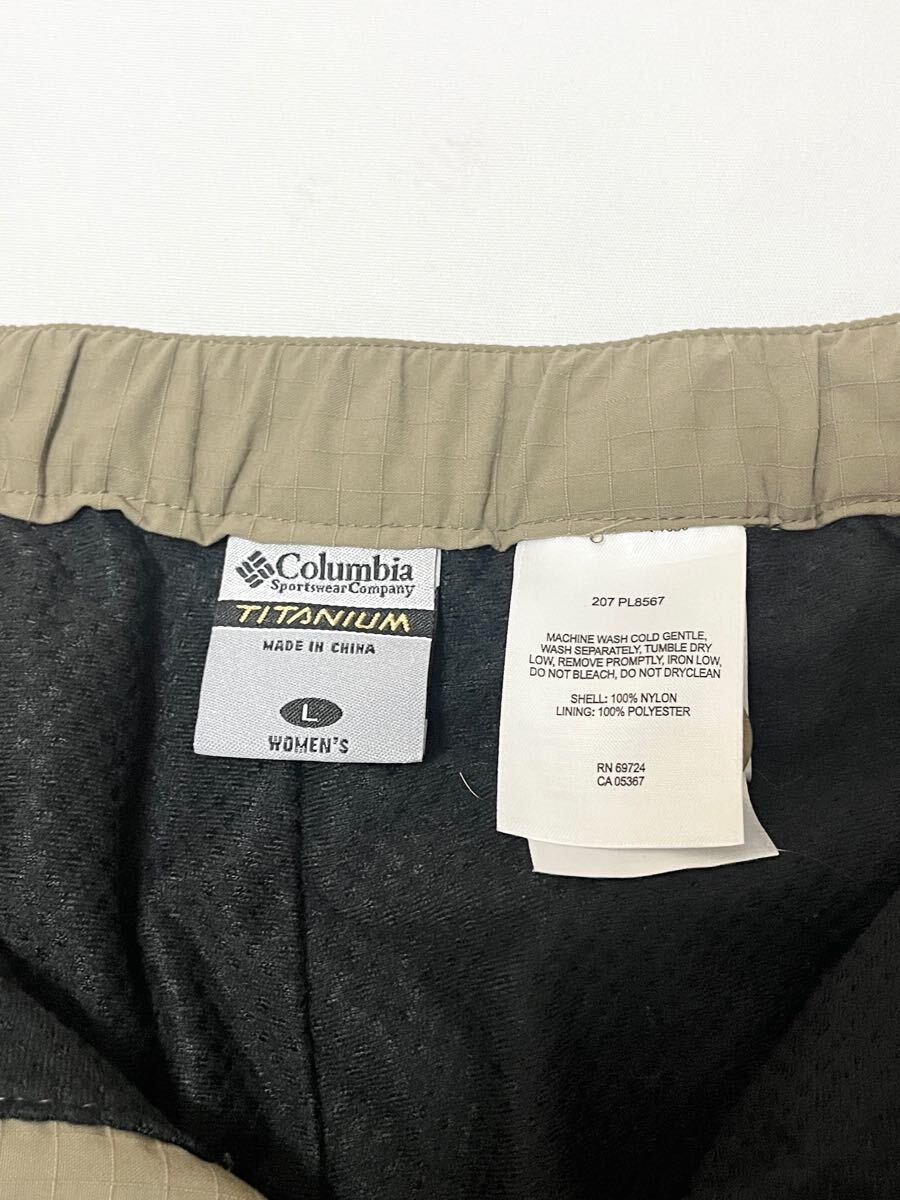 Columbia
Sportswear Company
TITANIUM
MADE IN CHINA
L
WOMEN'S
207 PL8567
MACHINE WASH COLD GENTLE,
WASH SEPARATELY, TUMBLE DRY
LOW, REMOVE PROMPTLY, IRON LOW,
DO NOT BLEACH, DO NOT DRYCLEAN
SHELL: 100% NYLON
LINING: 100% POLYESTER
RN 69724
CA 05367